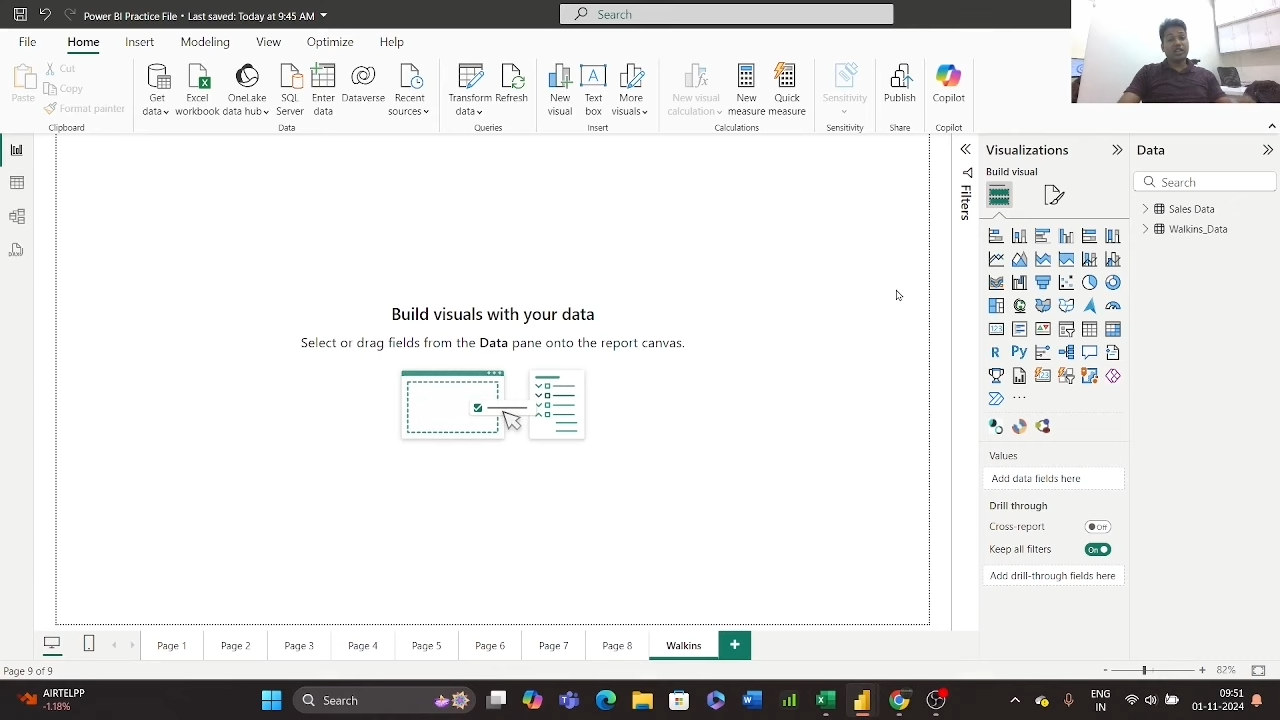 Power BI Practice File • Last saved: Today at 9:45 AM
Search
File Home Insert Modeling View Optimize Help
Paste
Cut
Copy
Format painter
Clipboard
Get data
Excel workbook
OneLake data hub
SQL Server
Enter data
Dataverse
Recent sources
Data
Transform data
Refresh
Queries
New visual
Text box
More visuals
Insert
New visual calculation
New measure
Quick measure
Calculations
Sensitivity
Sensitivity
Publish
Share
Copilot
Copilot
Build visuals with your data
Select or drag fields from the Data pane onto the report canvas.
Filters
Visualizations
Build visual
R Py
123
Values
Add data fields here
Drill through
Cross-report Off
Keep all filters On
Add drill-through fields here
Data
Search
Sales Data
Walkins_Data
Page 1 Page 2 Page 3 Page 4 Page 5 Page 6 Page 7 Page 8 Walkins
Page 9 of 9
82%
AIRTELPP
-1.18%
Search
ENG
IN
09:51
01-11-2024